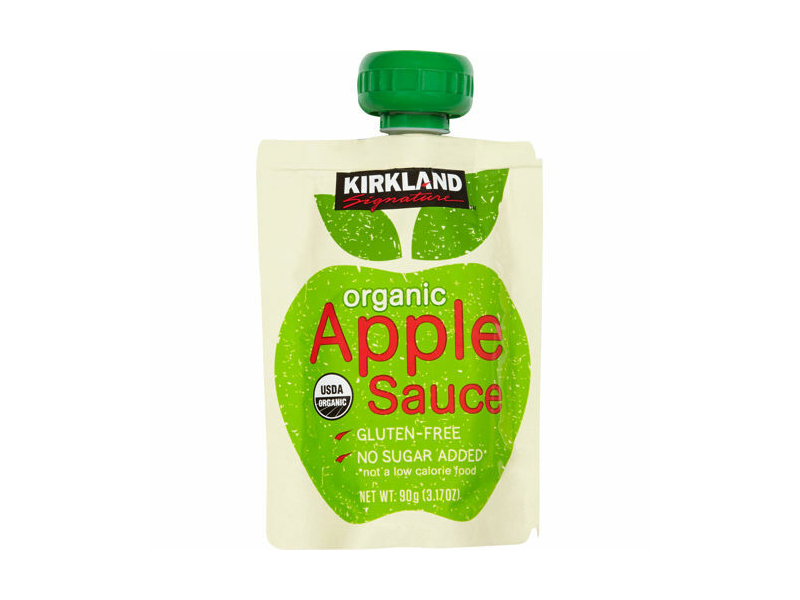 KIRKLAND
Signature
organic
Apple
Sauce
USDA
ORGANIC
GLUTEN-FREE
NO SUGAR ADDED*
*not a low calorie food
NET WT. 90g (3.17OZ)